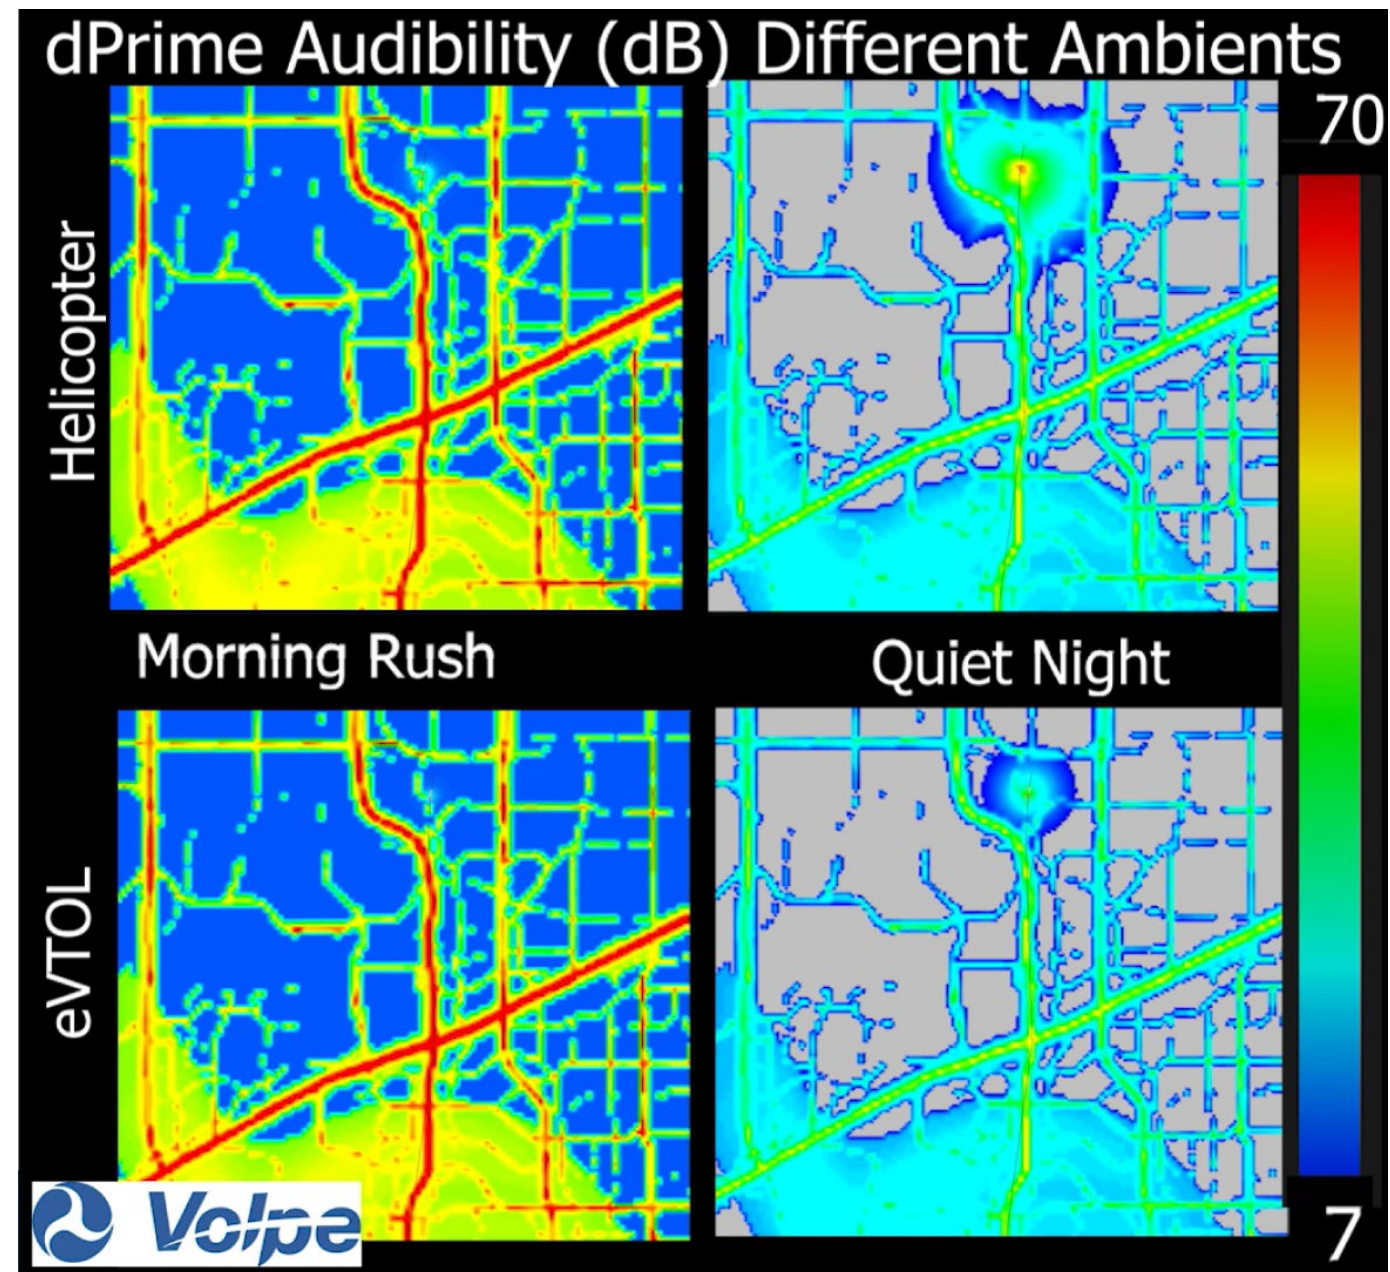 dPrime Audibility (dB) Different Ambients
70
Helicopter
Morning Rush
Quiet Night
eVTOL
Volpe
7